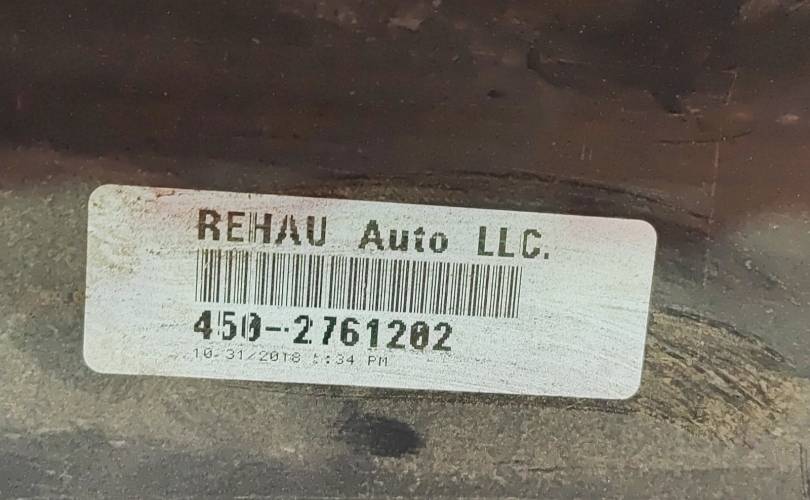 REHAU Auto LLC.
450-2761202
10/31/2018 5:34 PM